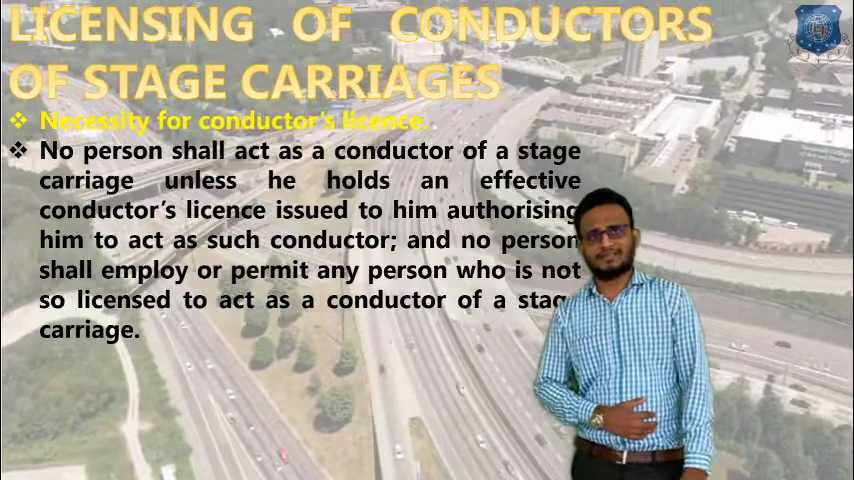 LICENSING OF CONDUCTORS
OF STAGE CARRIAGES
❖ Necessity for conductor's licence.
❖ No person shall act as a conductor of a stage
carriage unless he holds an effective
conductor's licence issued to him authorising
him to act as such conductor; and no person
shall employ or permit any person who is not
so licensed to act as a conductor of a stage
carriage.